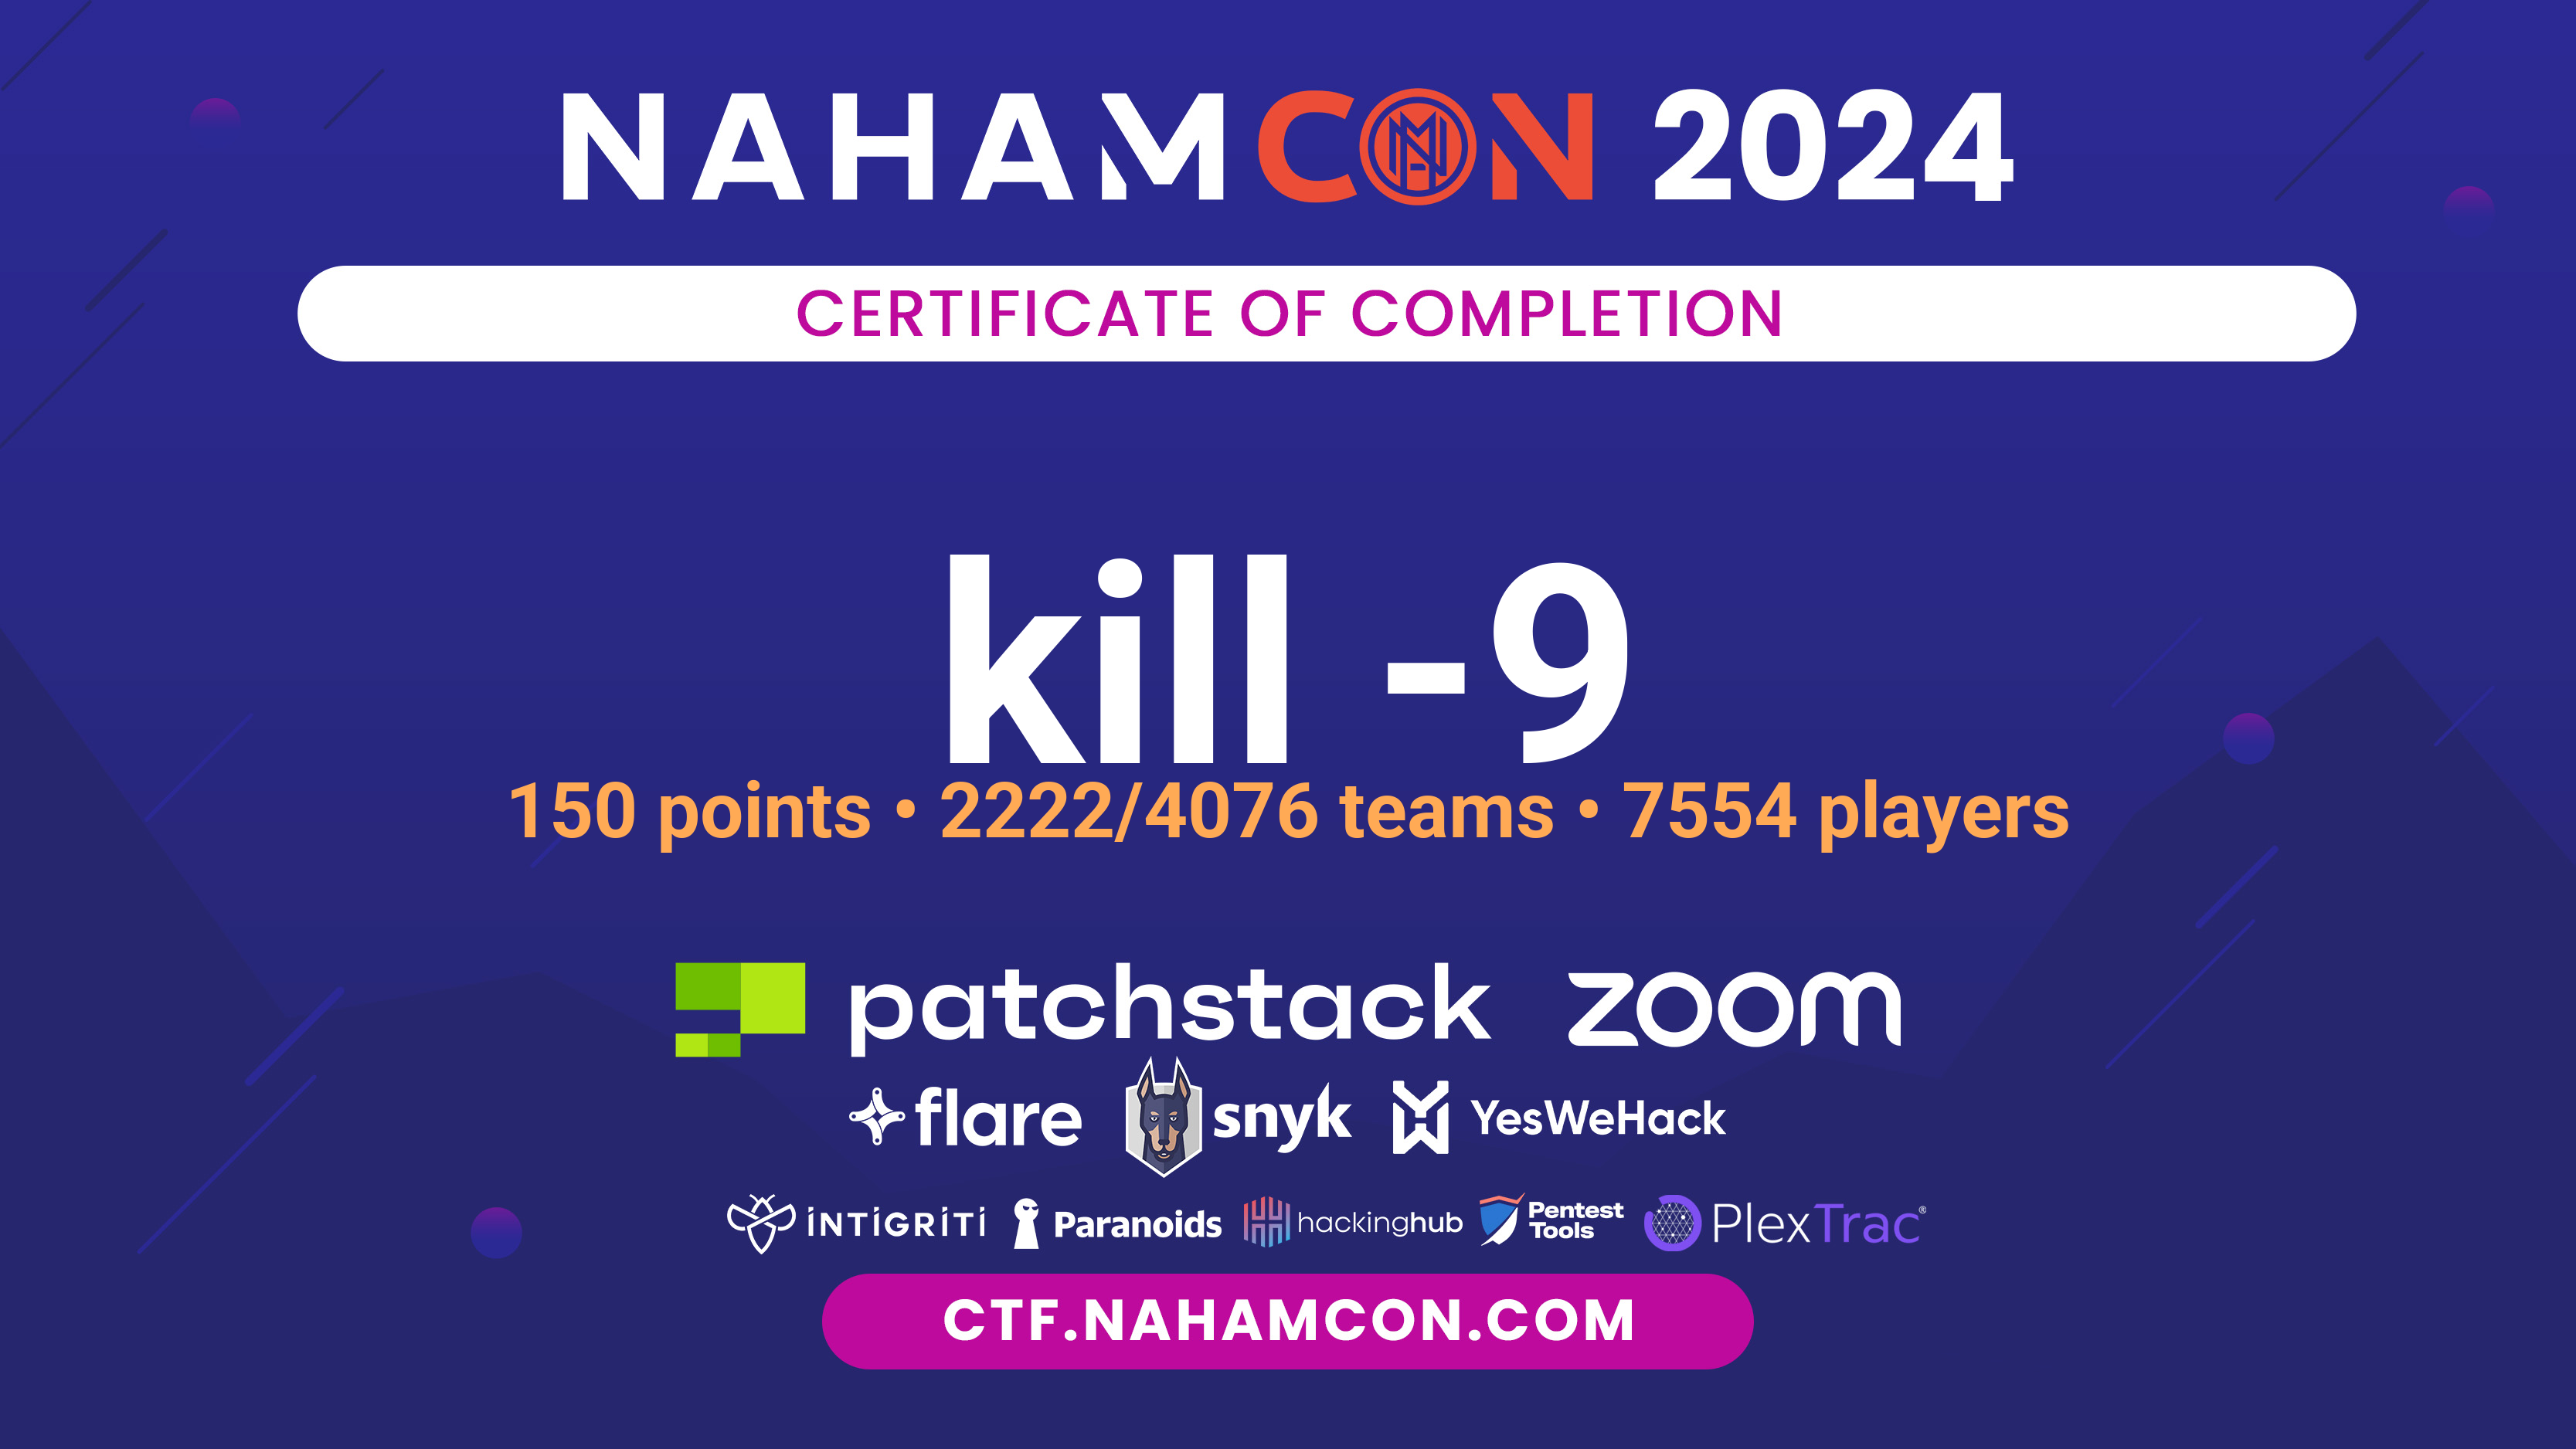 NAHAMCON 2024
CERTIFICATE OF COMPLETION
kill -9
150 points • 2222/4076 teams • 7554 players
patchstack zoom
flare snyk YesWeHack
INTIGRITI Paranoids hackinghub Pentest Tools PlexTrac®
CTF.NAHAMCON.COM